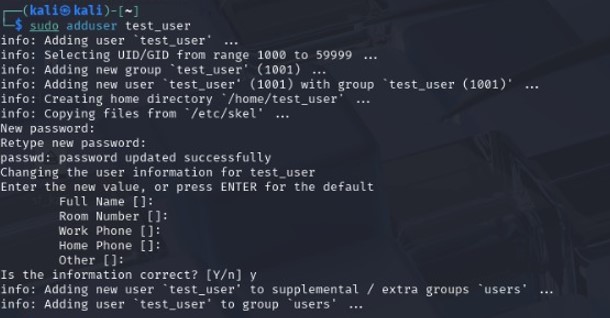 ┌──(kali㉿kali)-[~]
└─$ sudo adduser test_user
info: Adding user `test_user' ...
info: Selecting UID/GID from range 1000 to 59999 ...
info: Adding new group `test_user' (1001) ...
info: Adding new user `test_user' (1001) with group `test_user (1001)' ...
info: Creating home directory `/home/test_user' ...
info: Copying files from `/etc/skel' ...
New password:
Retype new password:
passwd: password updated successfully
Changing the user information for test_user
Enter the new value, or press ENTER for the default
Full Name []:
Room Number []:
Work Phone []:
Home Phone []:
Other []:
Is the information correct? [Y/n] y
info: Adding new user `test_user' to supplemental / extra groups `users' ...
info: Adding user `test_user' to group `users' ...